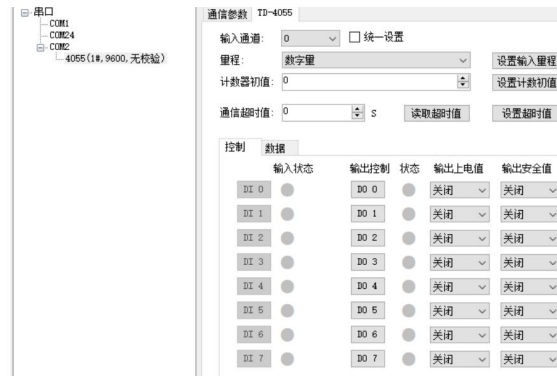 串口
COM1
COM24
COM2
4055(1#,9600,无校验)
通信参数 TD-4055
输入通道: 0 统一设置
量程: 数字量 设置输入量程
计数器初值: 0 设置计数初值
通信超时值: 0 S 读取超时值 设置超时值
控制 数据
输入状态 输出控制 状态 输出上电值 输出安全值
DI 0 DO 0 关闭 关闭
DI 1 DO 1 关闭 关闭
DI 2 DO 2 关闭 关闭
DI 3 DO 3 关闭 关闭
DI 4 DO 4 关闭 关闭
DI 5 DO 5 关闭 关闭
DI 6 DO 6 关闭 关闭
DI 7 DO 7 关闭 关闭